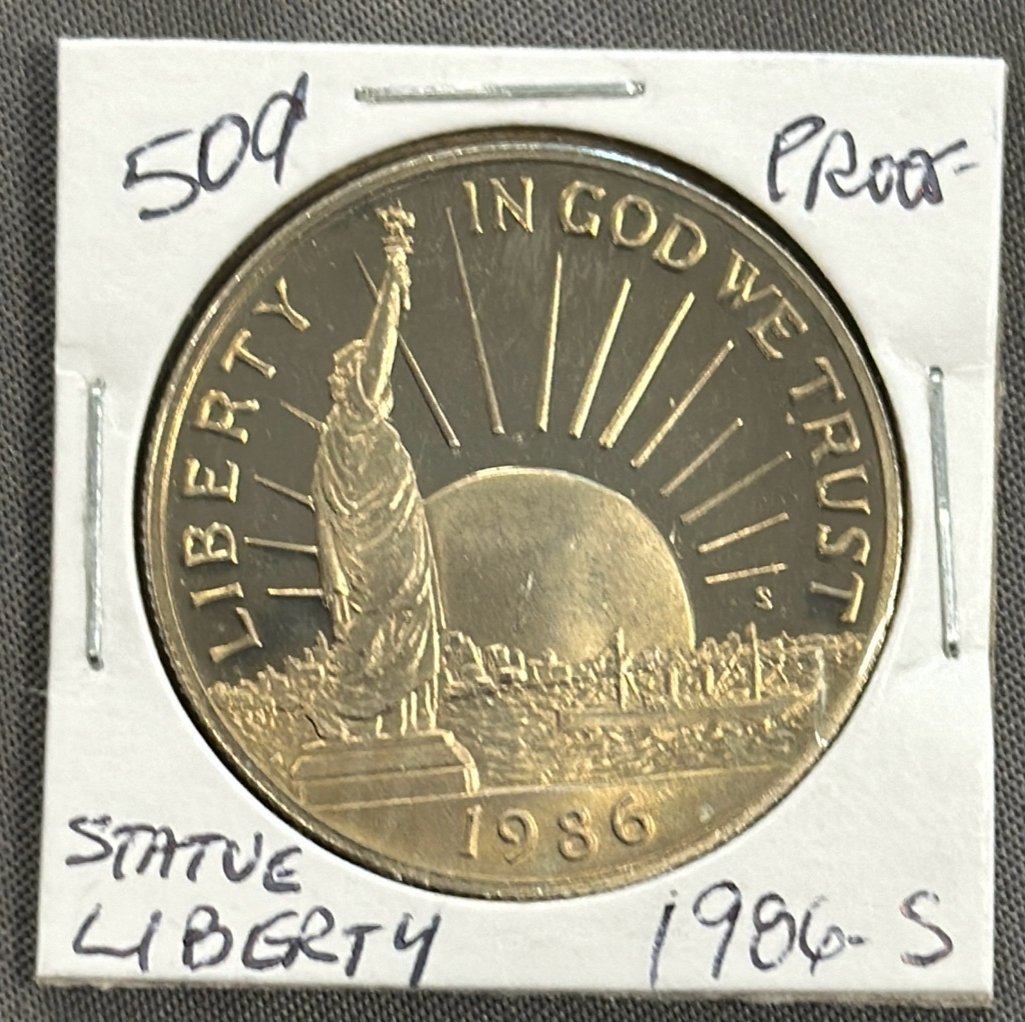 50¢
PROOF
LIBERTY
IN GOD WE TRUST
S
1986
STATUE
LIBERTY
1986-S